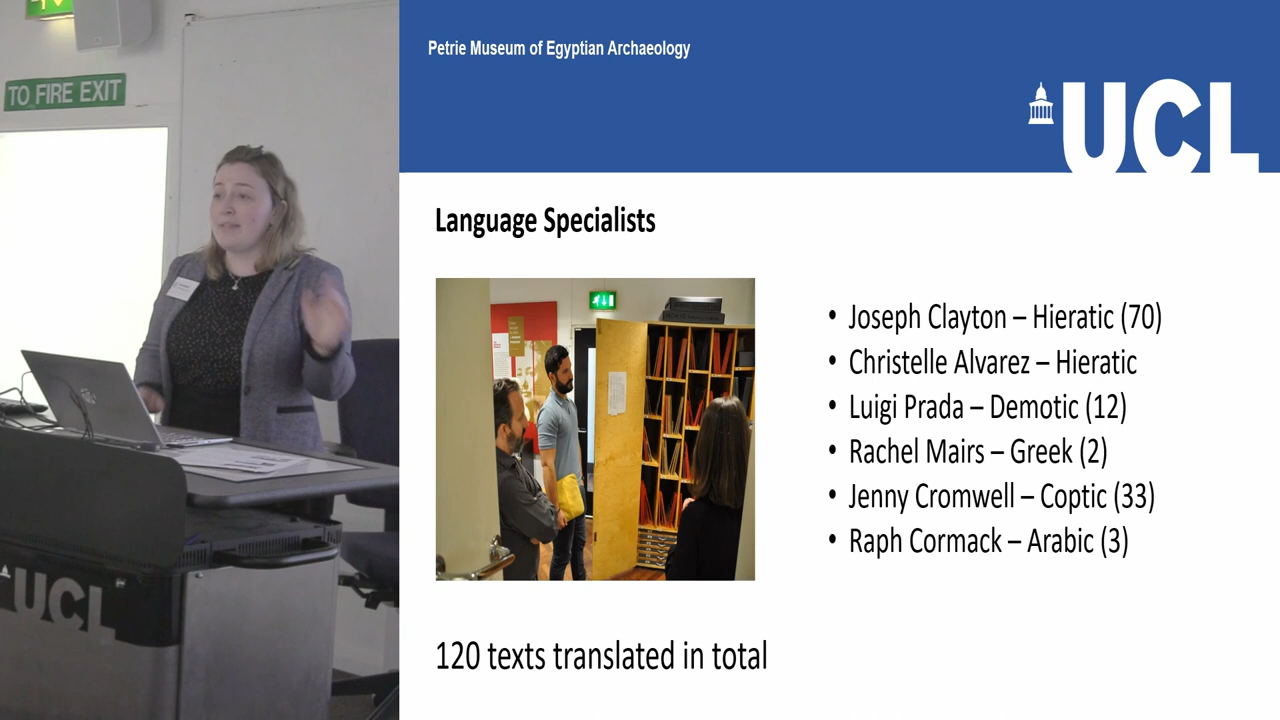 TO FIRE EXIT
UCL
Petrie Museum of Egyptian Archaeology
UCL
Language Specialists
• Joseph Clayton – Hieratic (70)
• Christelle Alvarez – Hieratic
• Luigi Prada – Demotic (12)
• Rachel Mairs – Greek (2)
• Jenny Cromwell – Coptic (33)
• Raph Cormack – Arabic (3)
120 texts translated in total